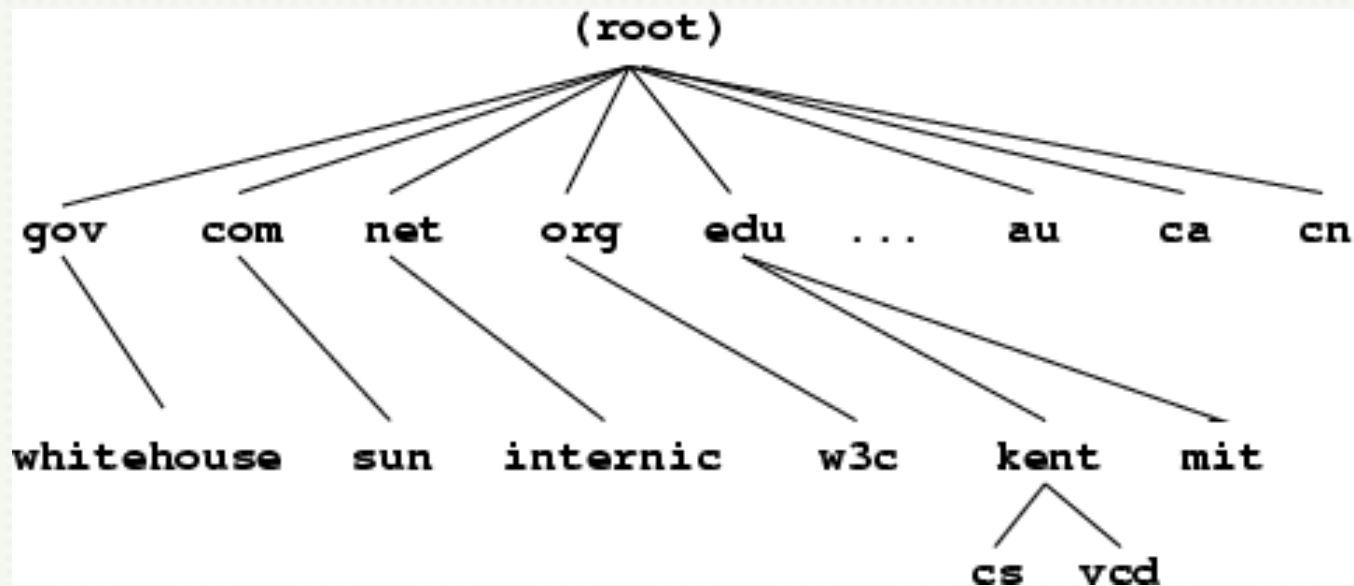 (root)
gov com net org edu ... au ca cn
whitehouse sun internic w3c kent mit
cs vcd